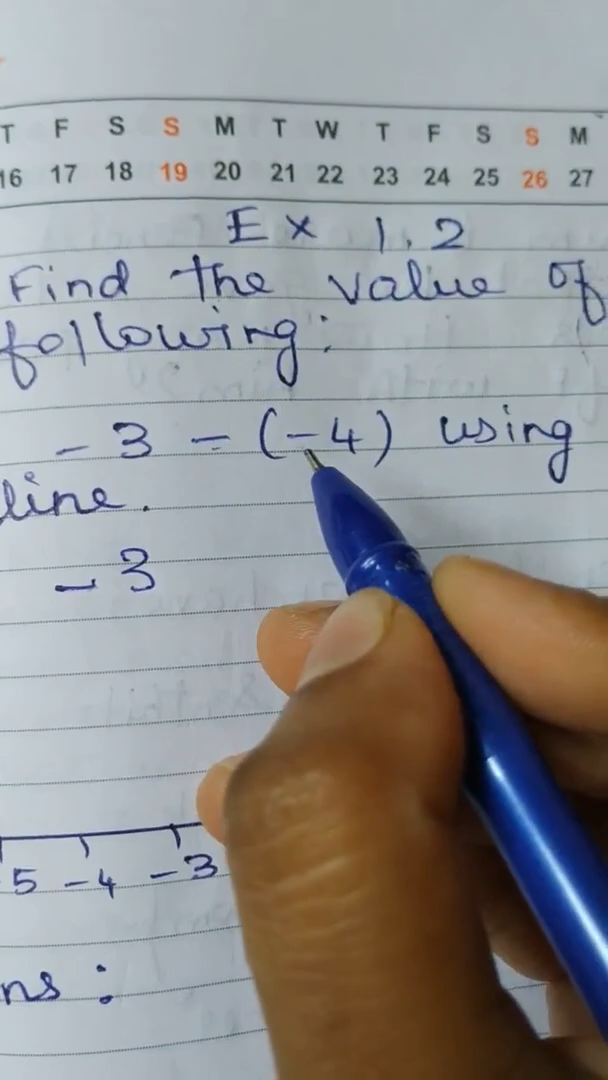 T F S S M T W T F S S M
16 17 18 19 20 21 22 23 24 25 26 27
Ex 1.2
Find the value of
following:
-3 - (-4) using
line.
-3
5 -4 -3
ns: